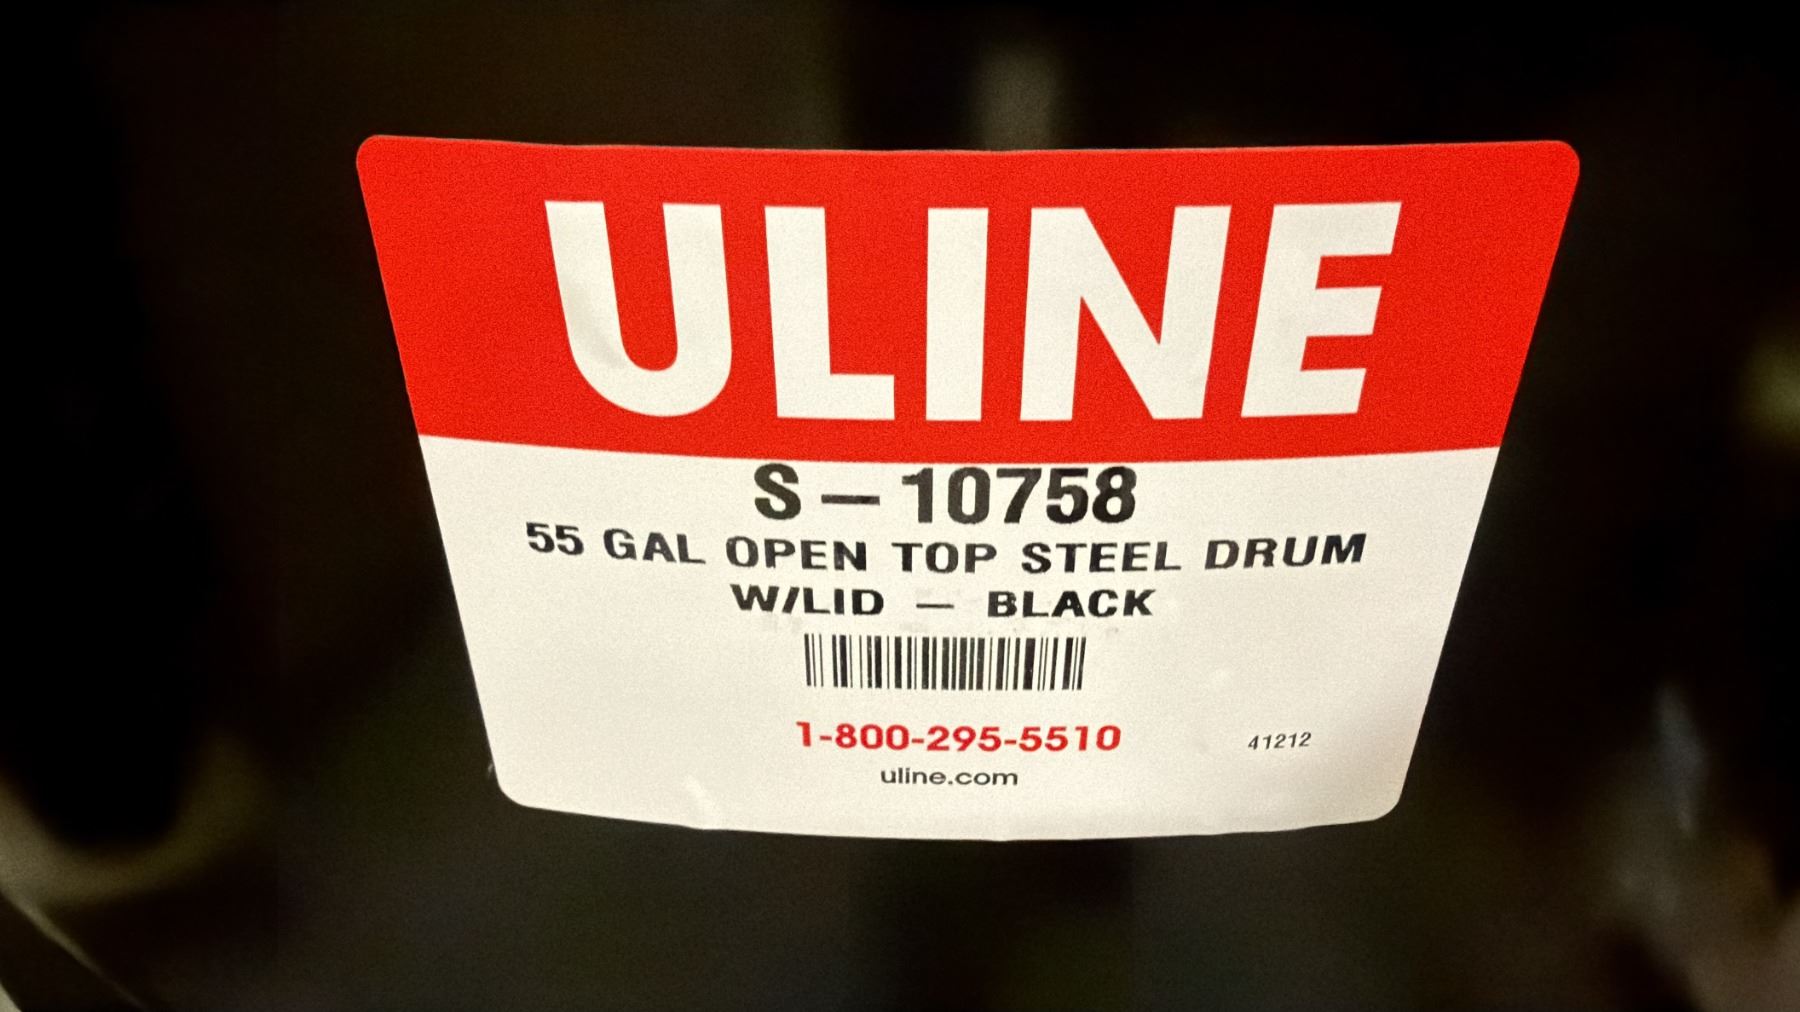 ULINE
S-10758
55 GAL OPEN TOP STEEL DRUM
W/LID - BLACK
1-800-295-5510
41212
uline.com